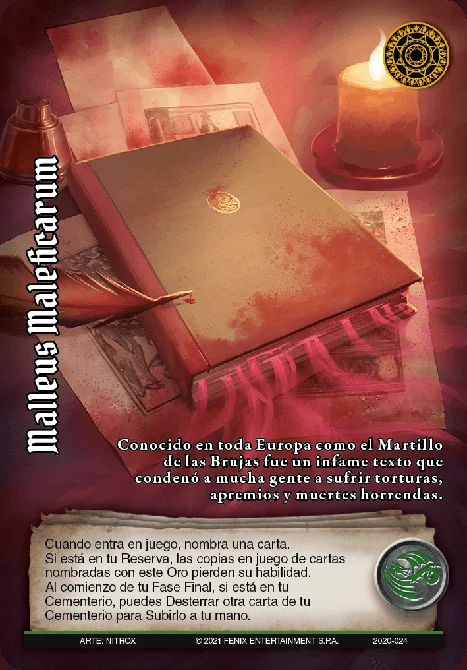 Malleus Maleficarum
Conocido en toda Europa como el Martillo
de las Brujas fue un infame texto que
condenó a mucha gente a sufrir torturas,
apremios y muertes horrendas.
Cuando entra en juego, nombra una carta.
Si está en tu Reserva, las copias en juego de cartas
nombradas con este Oro pierden su habilidad.
Al comienzo de tu Fase Final, si está en tu
Cementerio, puedes Desterrar otra carta de tu
Cementerio para Subirlo a tu mano.
ARTE: NITROX © 2021 FENIX ENTERTAINMENT S.P.A. 2020-024